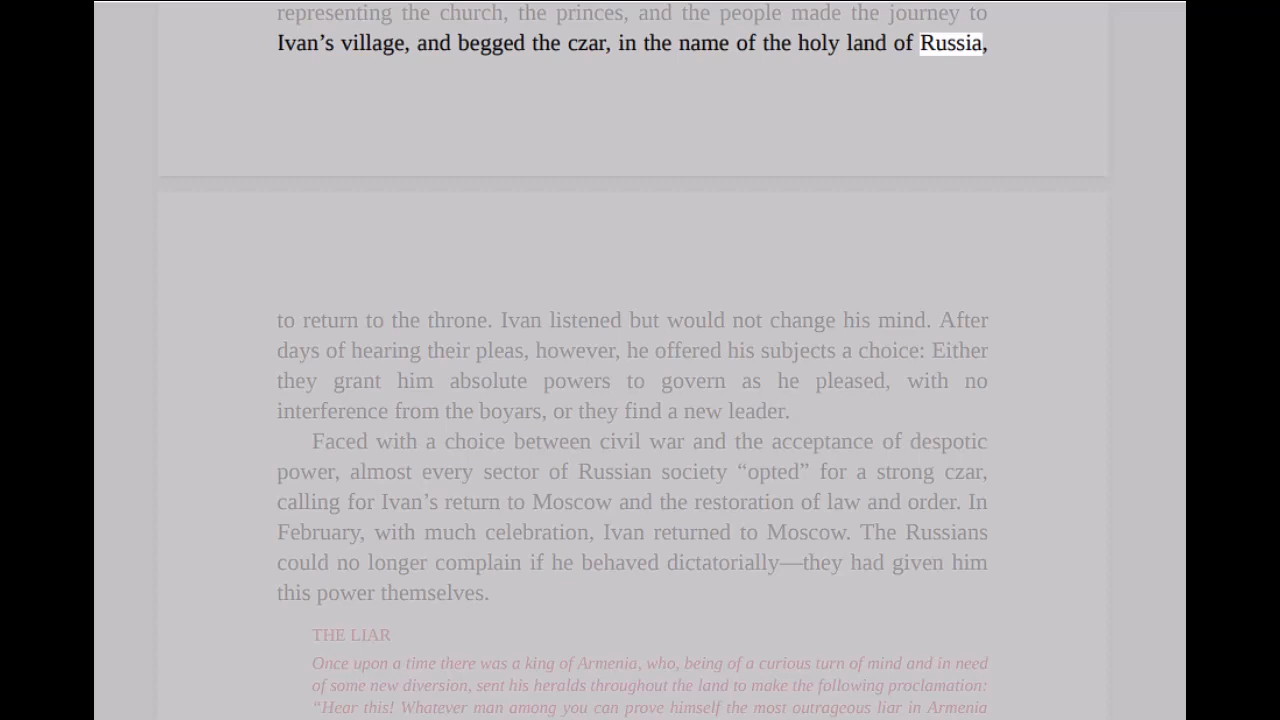 representing the church, the princes, and the people made the journey to
Ivan’s village, and begged the czar, in the name of the holy land of Russia,
to return to the throne. Ivan listened but would not change his mind. After
days of hearing their pleas, however, he offered his subjects a choice: Either
they grant him absolute powers to govern as he pleased, with no
interference from the boyars, or they find a new leader.
Faced with a choice between civil war and the acceptance of despotic
power, almost every sector of Russian society “opted” for a strong czar,
calling for Ivan’s return to Moscow and the restoration of law and order. In
February, with much celebration, Ivan returned to Moscow. The Russians
could no longer complain if he behaved dictatorially—they had given him
this power themselves.
THE LIAR
Once upon a time there was a king of Armenia, who, being of a curious turn of mind and in need
of some new diversion, sent his heralds throughout the land to make the following proclamation:
“Hear this! Whatever man among you can prove himself the most outrageous liar in Armenia